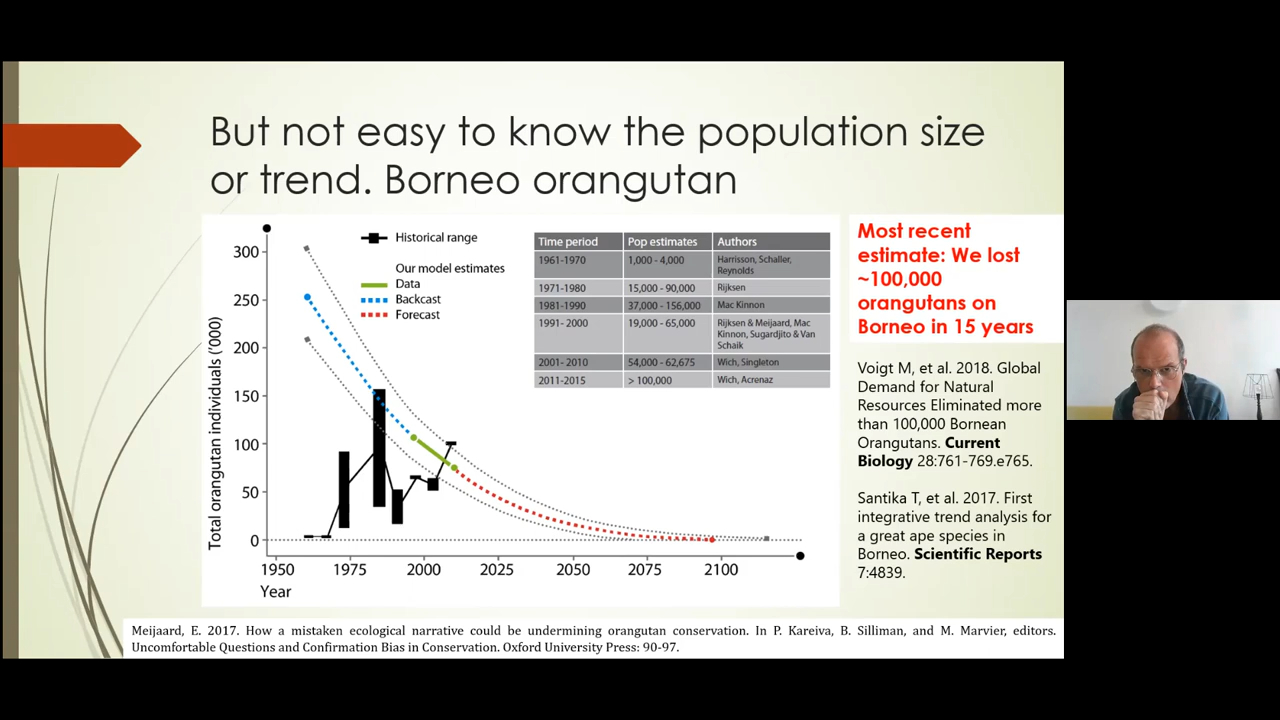 But not easy to know the population size
or trend. Borneo orangutan
Total orangutan individuals ('000)
300
250
200
150
100
50
0
1950 1975 2000 2025 2050 2075 2100
Year
Historical range
Our model estimates
Data
Backcast
Forecast
Time period Pop estimates Authors
1961-1970 1,000 - 4,000 Harrisson, Schaller,
Reynolds
1971-1980 15,000 - 90,000 Rijksen
1981-1990 37,000 - 156,000 Mac Kinnon
1991- 2000 19,000 - 65,000 Rijksen & Meijaard, Mac
Kinnon, Sugardjito & Van
Schaik
2001- 2010 54,000 - 62,675 Wich, Singleton
2011-2015 > 100,000 Wich, Acrenaz
Most recent
estimate: We lost
~100,000
orangutans on
Borneo in 15 years
Voigt M, et al. 2018. Global
Demand for Natural
Resources Eliminated more
than 100,000 Bornean
Orangutans. Current
Biology 28:761-769.e765.
Santika T, et al. 2017. First
integrative trend analysis for
a great ape species in
Borneo. Scientific Reports
7:4839.
Meijaard, E. 2017. How a mistaken ecological narrative could be undermining orangutan conservation. In P. Kareiva, B. Silliman, and M. Marvier, editors.
Uncomfortable Questions and Confirmation Bias in Conservation. Oxford University Press: 90-97.